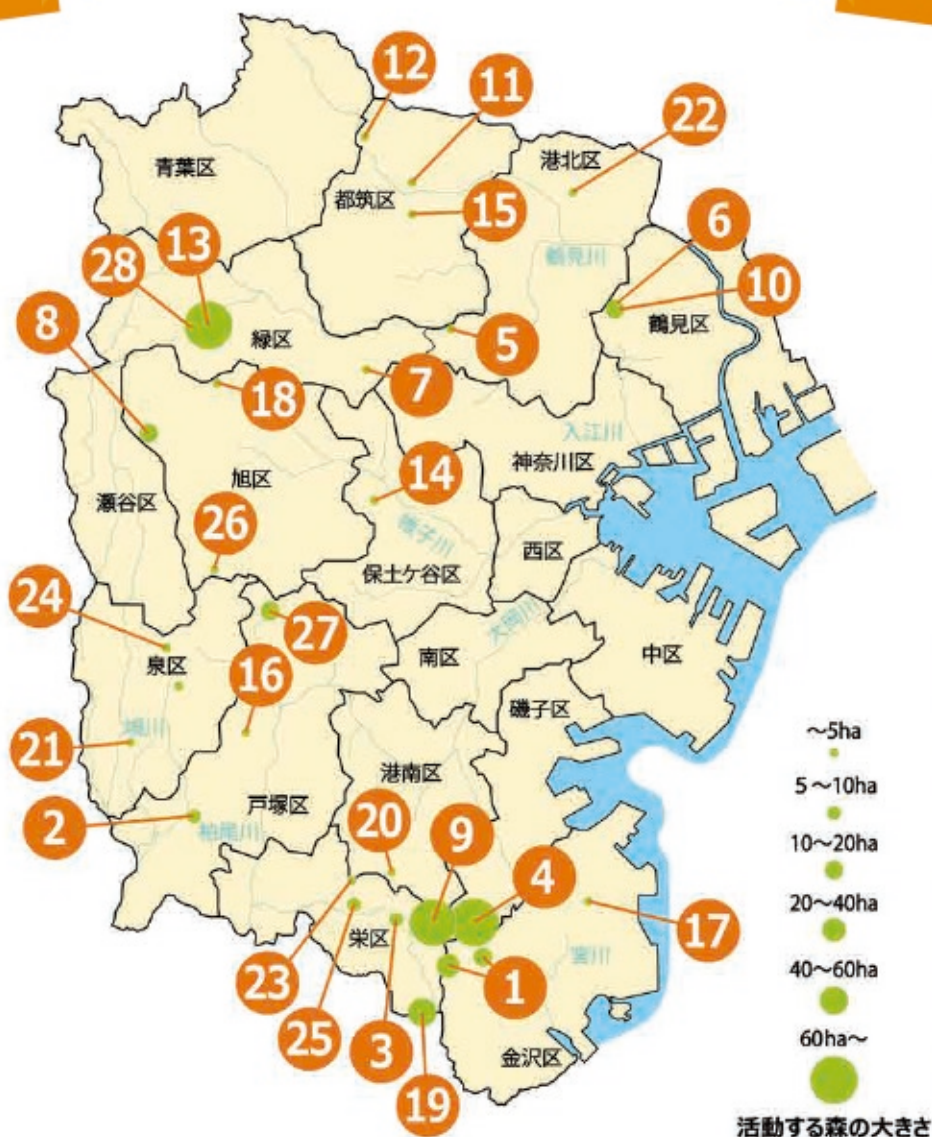 12
11
22
青葉区
港北区
都筑区
15
6
13
28
鶴見川
10
8
鶴見区
緑区
5
18
7
入江川
神奈川区
14
瀬谷区
旭区
帷子川
26
西区
保土ケ谷区
24
大岡川
27
南区
中区
泉区
16
磯子区
境川
21
～5ha
港南区
5～10ha
戸塚区
2
柏尾川
20
9
4
10～20ha
20～40ha
17
栄区
宮川
23
1
40～60ha
25
3
60ha～
金沢区
19
活動する森の大きさ